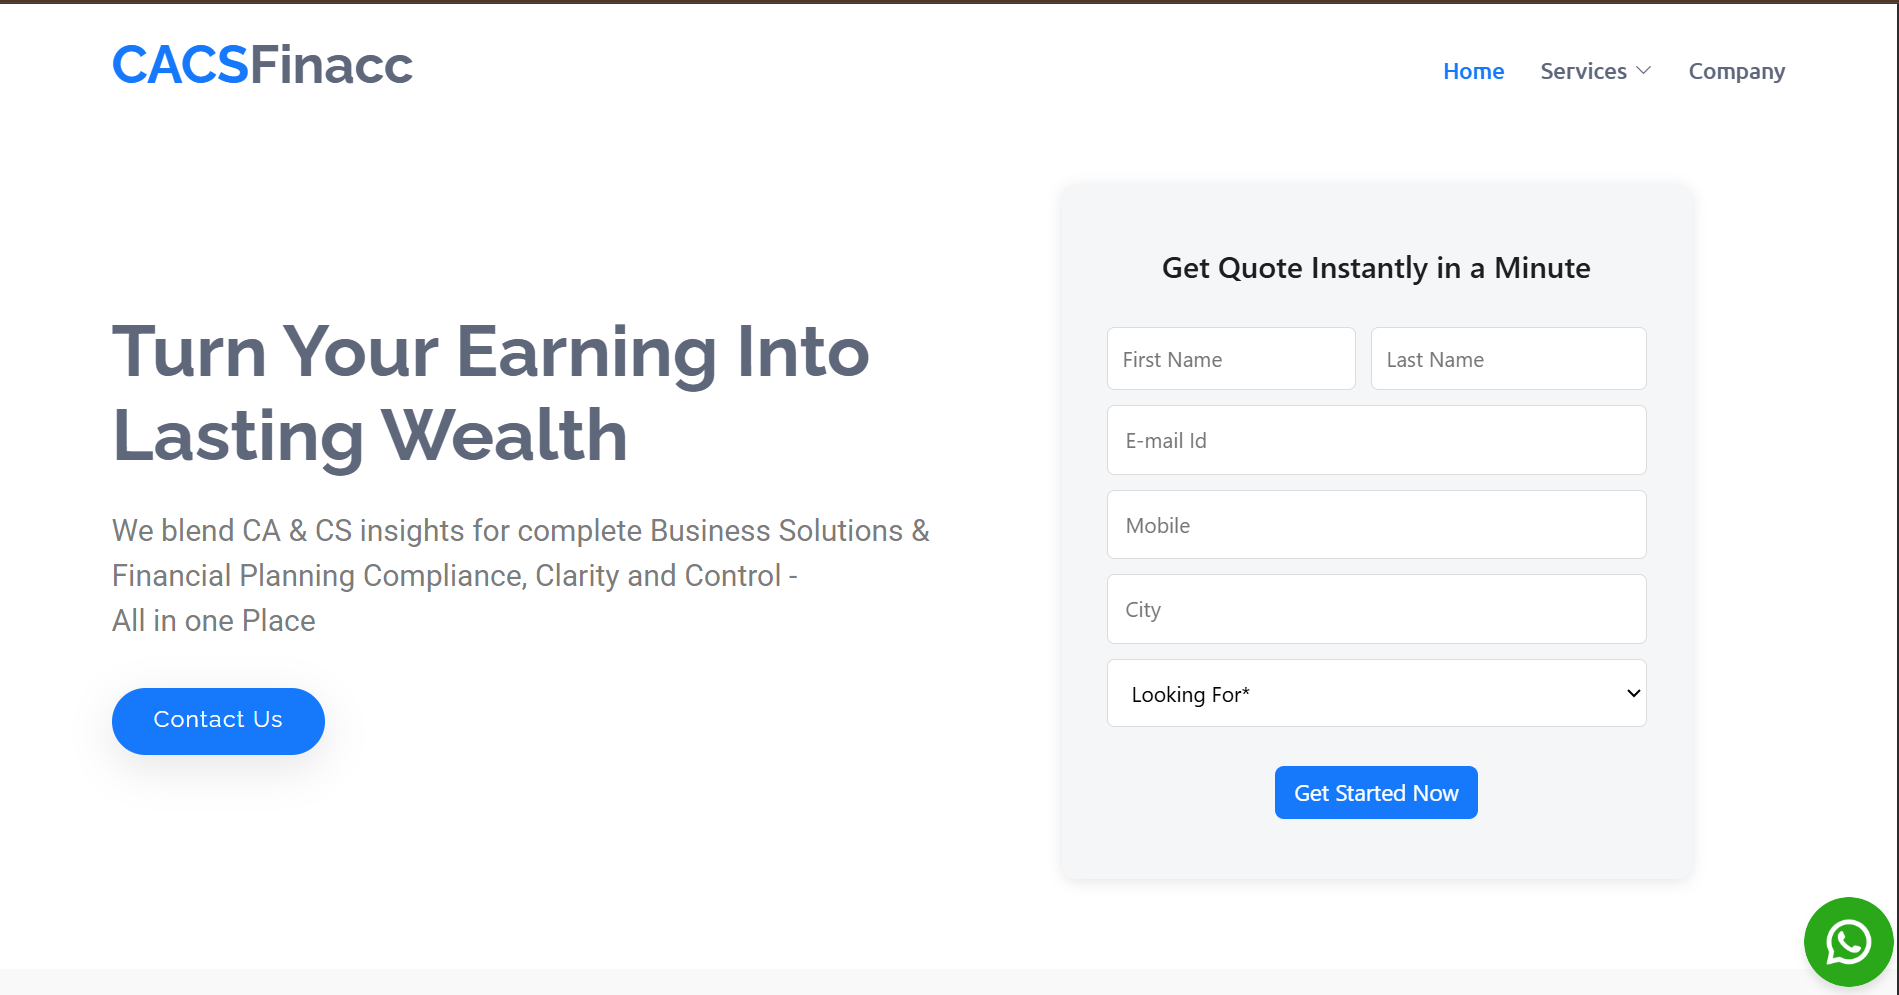 CACSFinacc
Home Services Company
Turn Your Earning Into
Lasting Wealth
We blend CA & CS insights for complete Business Solutions &
Financial Planning Compliance, Clarity and Control -
All in one Place
Contact Us
Get Quote Instantly in a Minute
First Name Last Name
E-mail Id
Mobile
City
Looking For*
Get Started Now